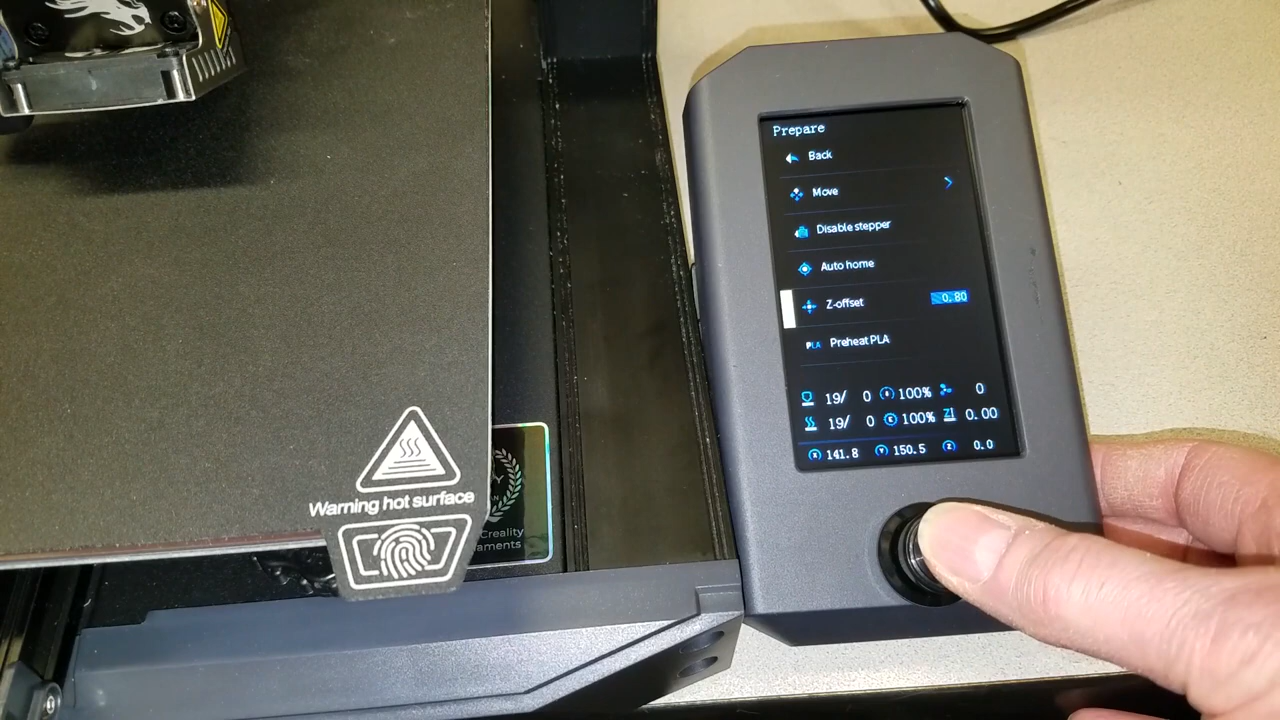 Prepare
Back
Move
Disable stepper
Auto home
Z-offset 0.80
PLA Preheat PLA
19/ 0 100% 0
19/ 0 E 100% Z 0.00
X 141.8 Y 150.5 Z 0.0
Warning hot surface
Creality